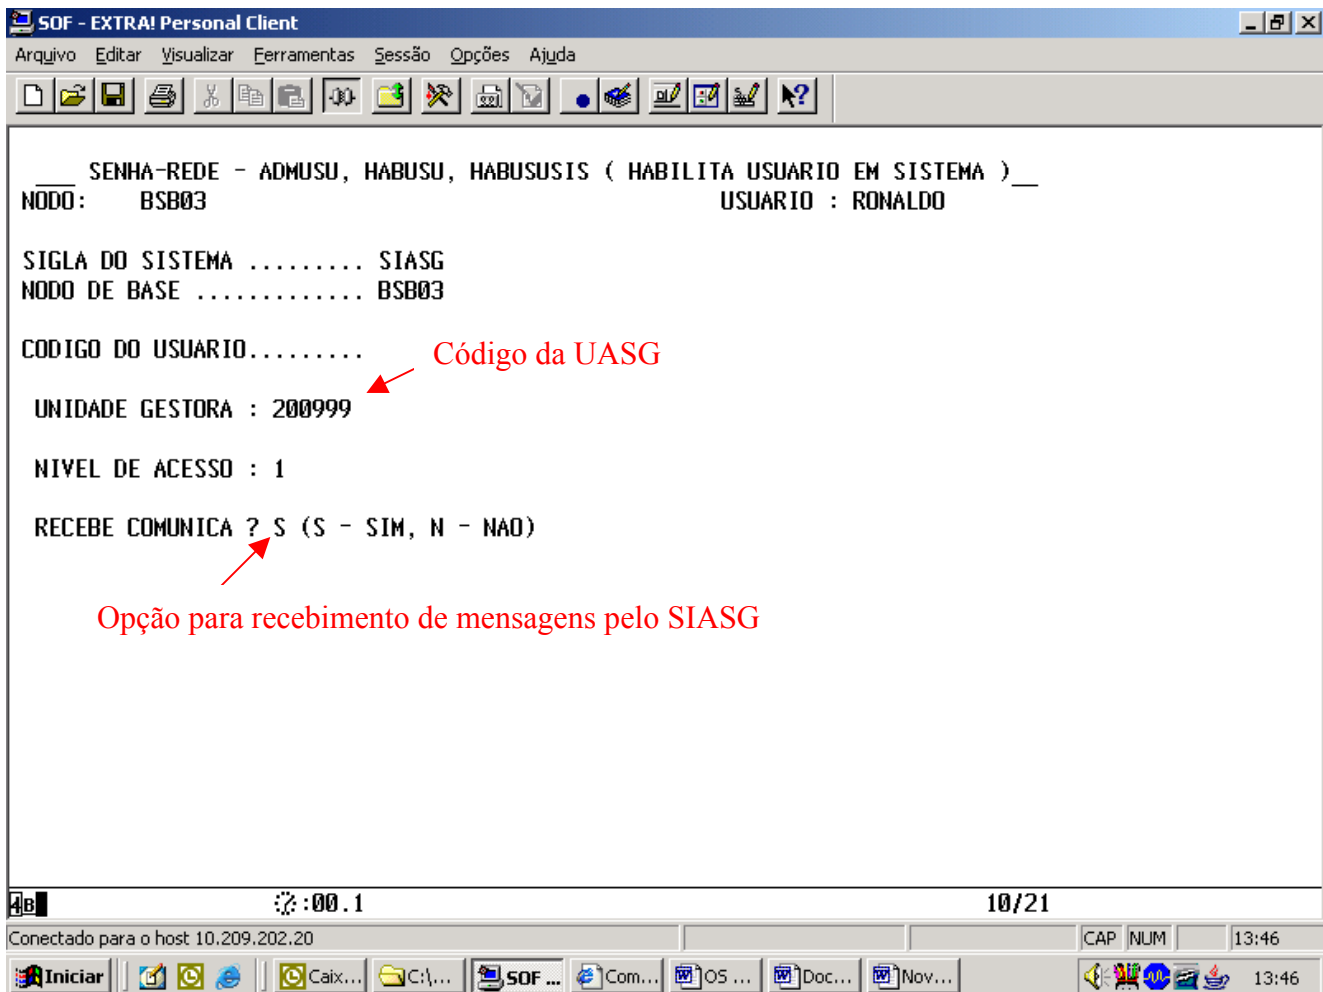 SOF - EXTRA! Personal Client
Arquivo Editar Visualizar Ferramentas Sessão Opções Ajuda
SENHA-REDE - ADMUSU, HABUSU, HABUSUSIS ( HABILITA USUARIO EM SISTEMA )
NODO: BSB03 USUARIO : RONALDO
SIGLA DO SISTEMA ......... SIASG
NODO DE BASE ............. BSB03
CODIGO DO USUARIO......... Código da UASG
UNIDADE GESTORA : 200999
NIVEL DE ACESSO : 1
RECEBE COMUNICA ? S (S - SIM, N - NAO)
Opção para recebimento de mensagens pelo SIASG
4B :00.1 10/21
Conectado para o host 10.209.202.20 CAP NUM 13:46
Iniciar Caix... C:\,... SOF ... Com... OS ... Doc... Nov... 13:46